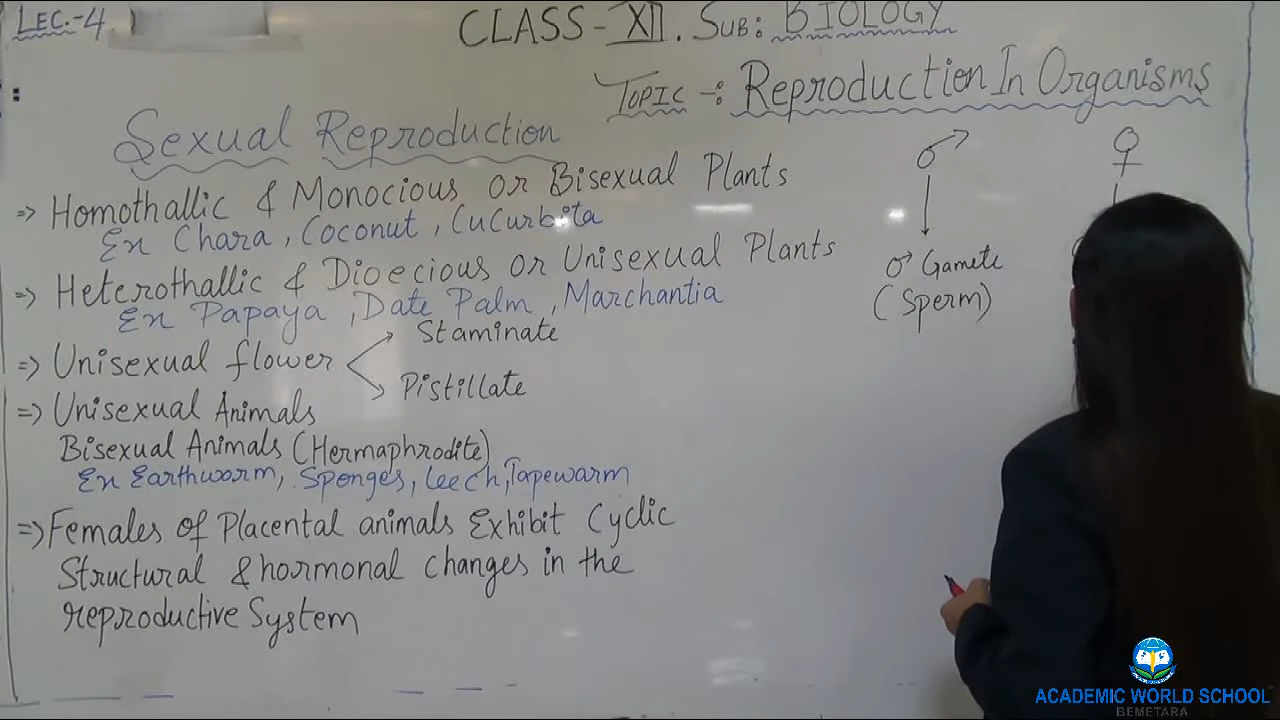 LEC.-4
CLASS - XII. SUB: BIOLOGY
TOPIC -: Reproduction In Organisms
Sexual Reproduction
=> Homothallic & Monocious or Bisexual Plants
Ex Chara, Coconut, Cucurbita
=> Heterothallic & Dioecious or Unisexual Plants
Ex Papaya, Date Palm, Marchantia
=> Unisexual flower
Staminate
Pistillate
=> Unisexual Animals
Bisexual Animals (Hermaphrodite)
Ex Earthworm, Sponges, Leech, Tapewarm
=> Females of Placental animals Exhibit Cyclic
Structural & hormonal changes in the
reproductive System
♂
♀
♂ Gamete
(Sperm)
ACADEMIC WORLD SCHOOL
BEMETARA